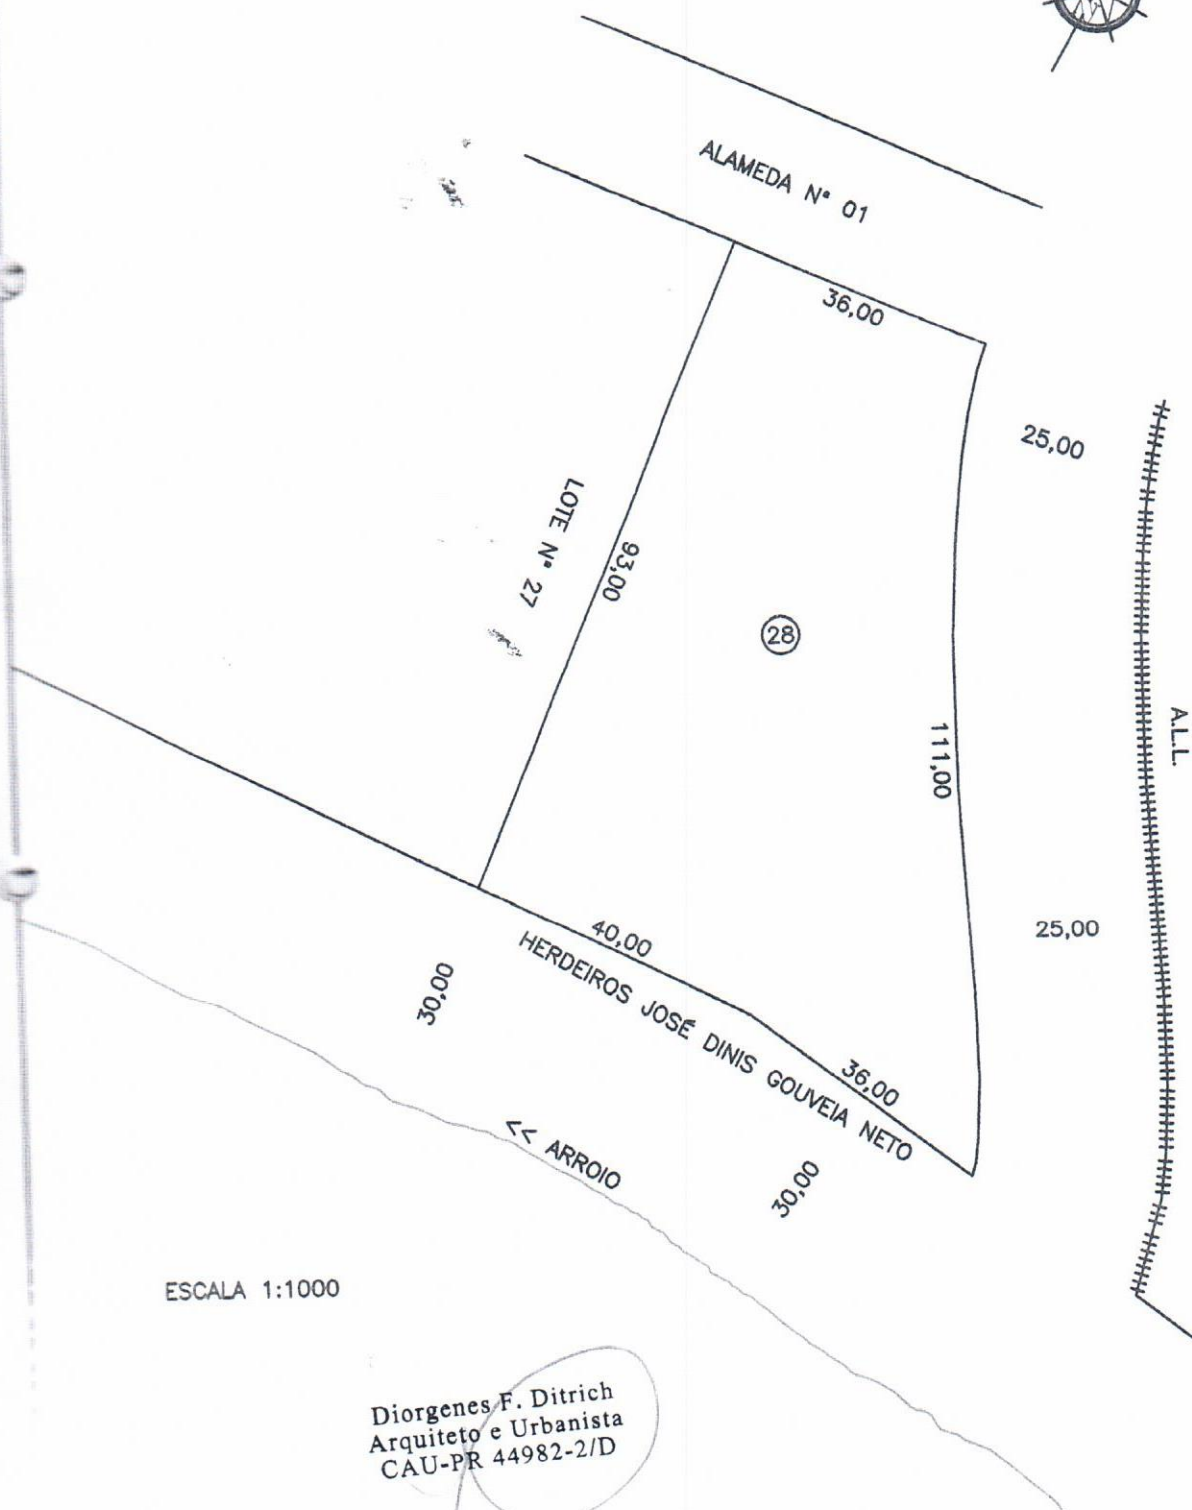 ALAMEDA Nº 01
36,00
25,00
LOTE Nº 27
93,00
28
A.L.L.
111,00
25,00
40,00
HERDEIROS JOSÉ DINIS GOUVEIA NETO
30,00
36,00
<< ARROIO
30,00
ESCALA 1:1000
Diorgenes F. Ditrich
Arquiteto e Urbanista
CAU-PR 44982-2/D